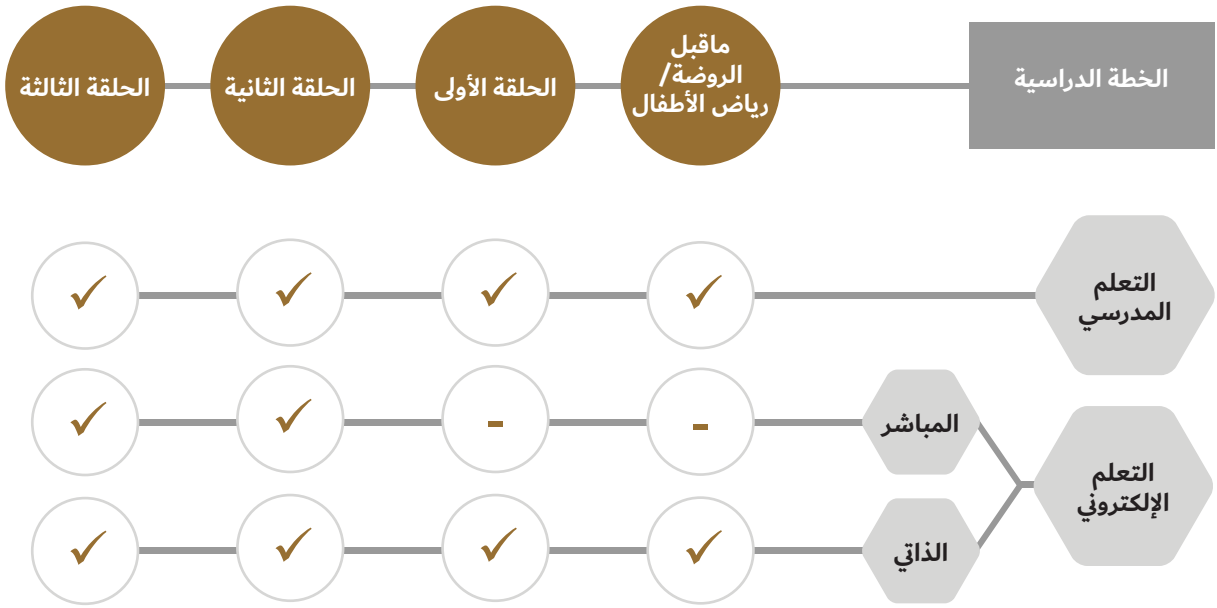 الخطة الدراسية
ماقبل
الروضة/
رياض الأطفال
الحلقة الأولى
الحلقة الثانية
الحلقة الثالثة
التعلم
المدرسي
✓ ✓ ✓ ✓
التعلم
الإلكتروني
المباشر
- - ✓ ✓
الذاتي
✓ ✓ ✓ ✓